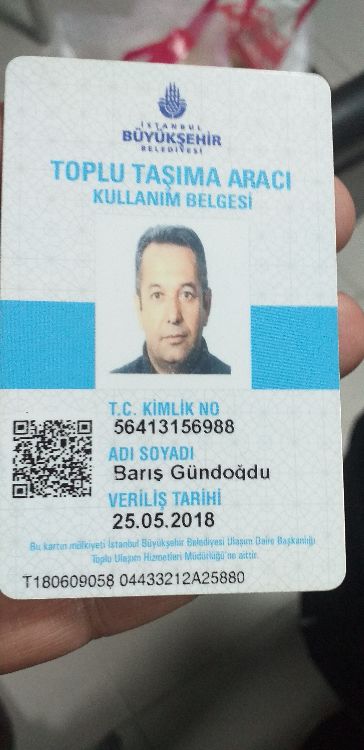 İSTANBUL
BÜYÜKŞEHİR
BELEDİYESİ
TOPLU TAŞIMA ARACI
KULLANIM BELGESİ
T.C. KİMLİK NO
56413156988
ADI SOYADI
Barış Gündoğdu
VERİLİŞ TARİHİ
25.05.2018
Bu kartın mülkiyeti İstanbul Büyükşehir Belediyesi Ulaşım Daire Başkanlığı
Toplu Ulaşım Hizmetleri Müdürlüğü'ne aittir.
T180609058 04433212A25880